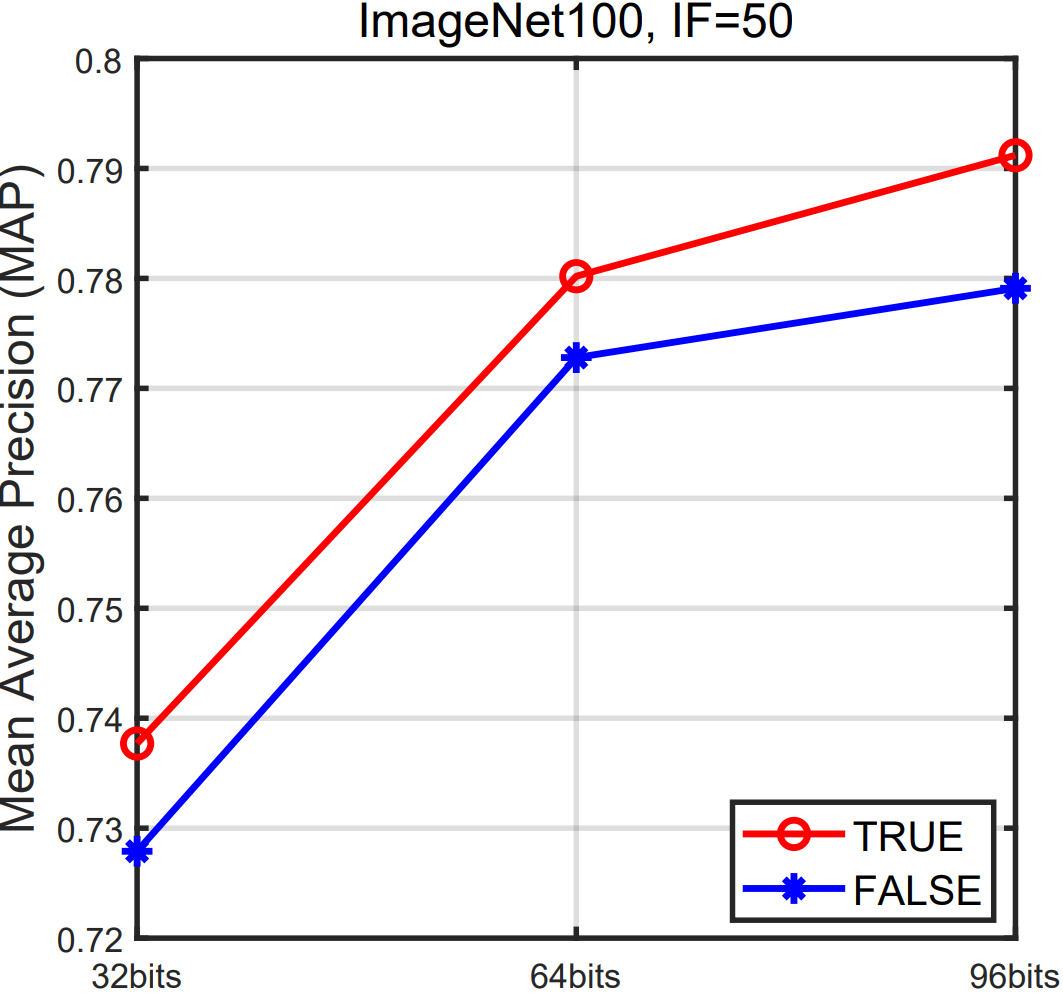 ImageNet100, IF=50
Mean Average Precision (MAP)
0.8
0.79
0.78
0.77
0.76
0.75
0.74
0.73
0.72
32bits
64bits
96bits
TRUE
FALSE